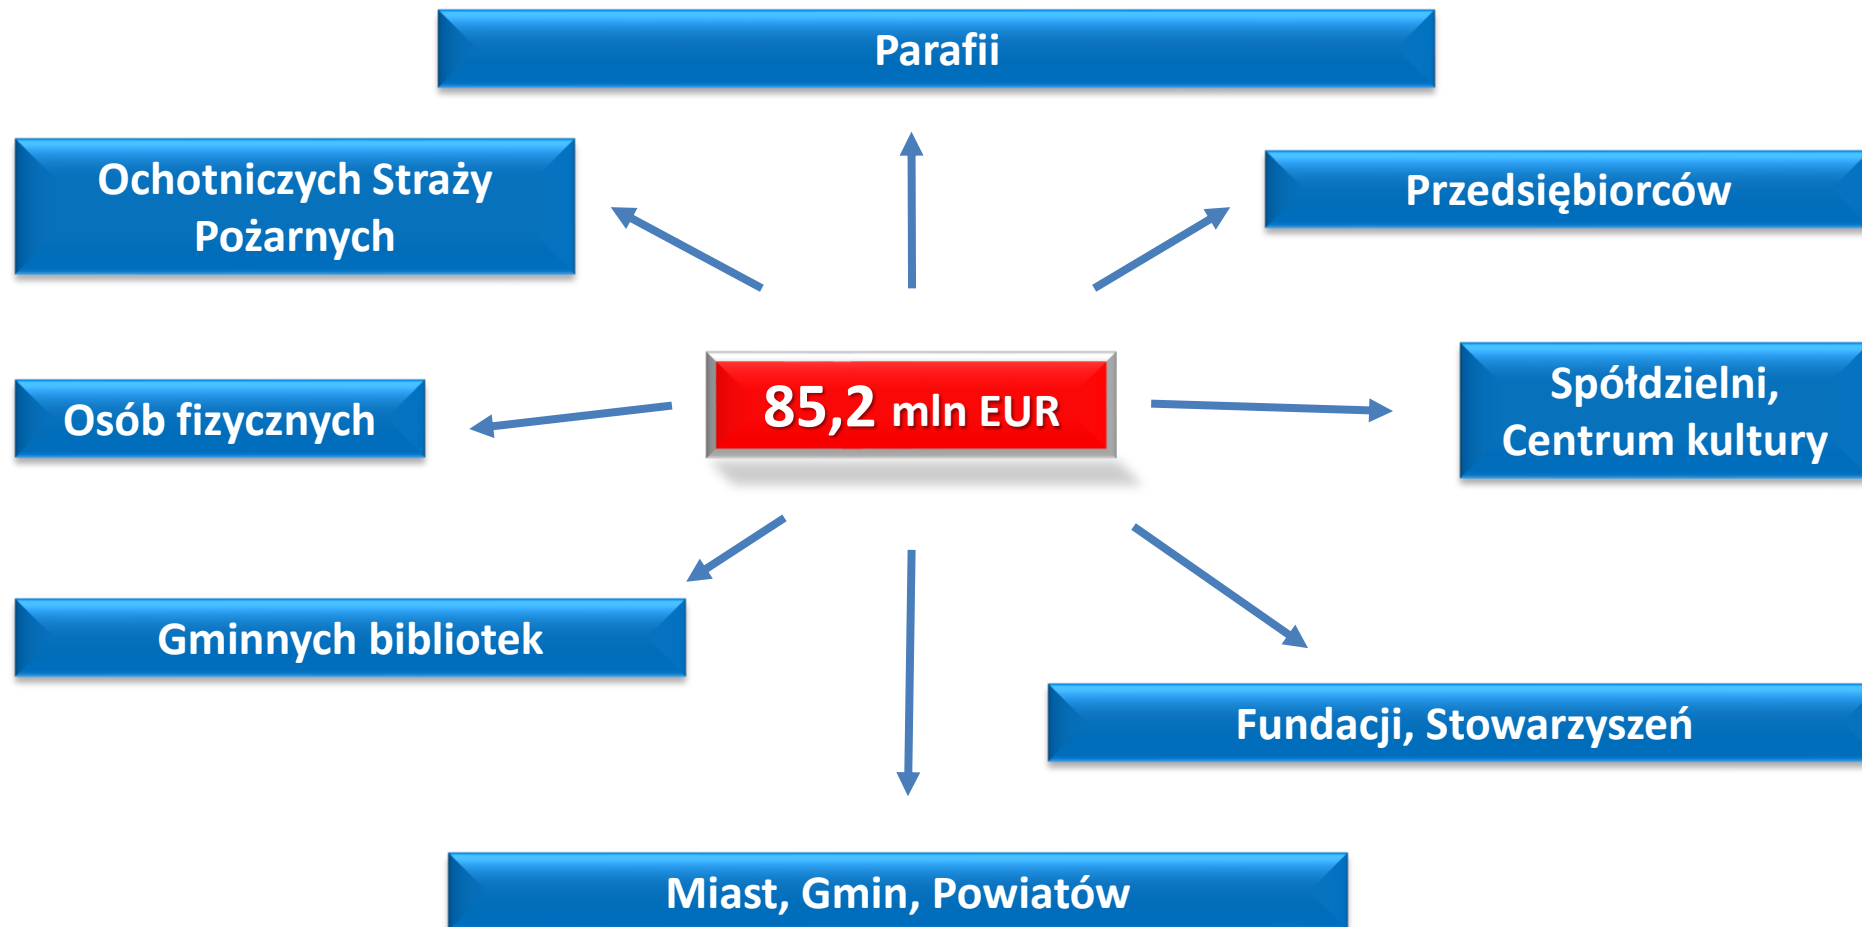 Parafii
Ochotniczych Straży
Pożarnych
Przedsiębiorców
Osób fizycznych
85,2 mln EUR
Spółdzielni,
Centrum kultury
Gminnych bibliotek
Fundacji, Stowarzyszeń
Miast, Gmin, Powiatów